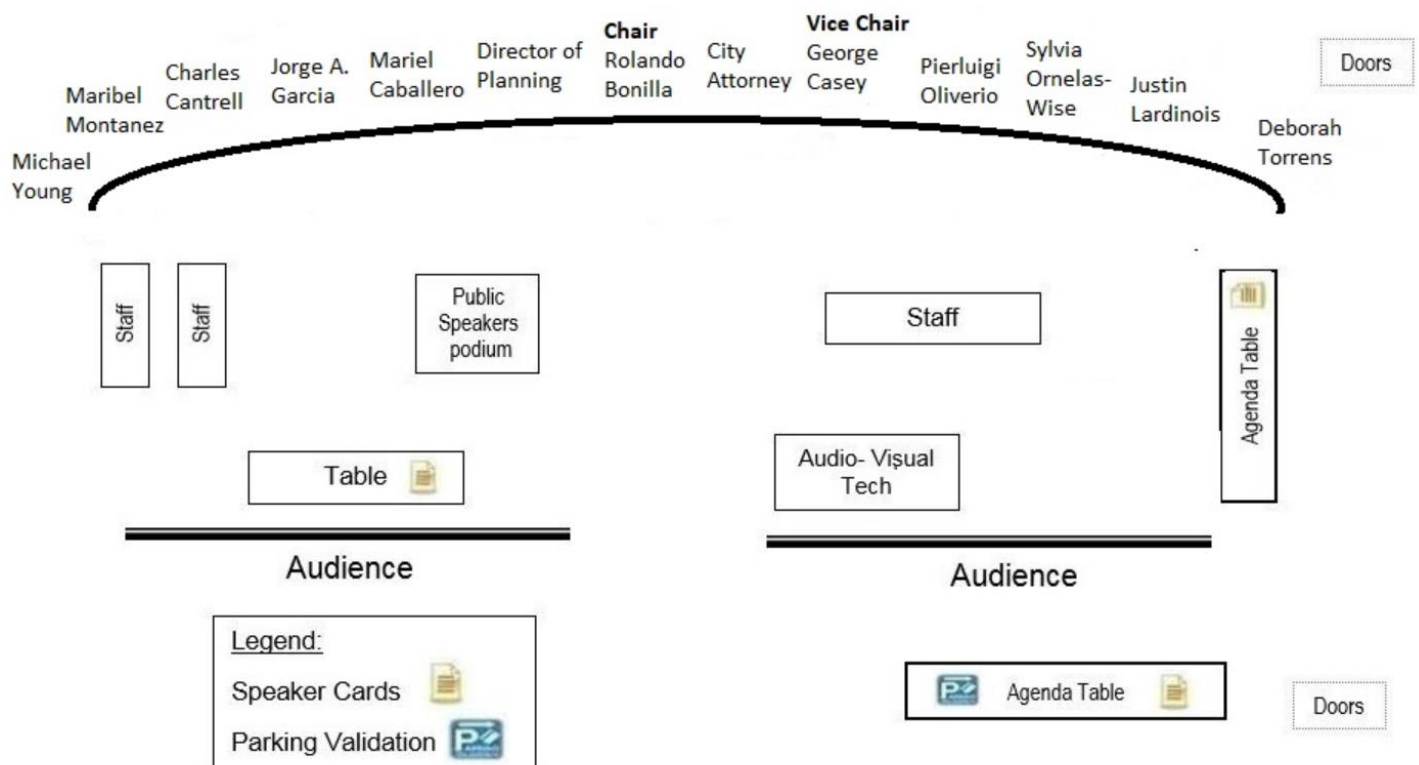 Michael
Young
Maribel
Montanez
Charles
Cantrell
Jorge A.
Garcia
Mariel
Caballero
Director of
Planning
Chair
Rolando
Bonilla
City
Attorney
Vice Chair
George
Casey
Pierluigi
Oliverio
Sylvia
Ornelas-
Wise
Justin
Lardinois
Deborah
Torrens
Doors
Staff
Staff
Public
Speakers
podium
Staff
Agenda Table
Table
Audio- Visual
Tech
Audience
Audience
Legend:
Speaker Cards
Parking Validation
Agenda Table
Doors